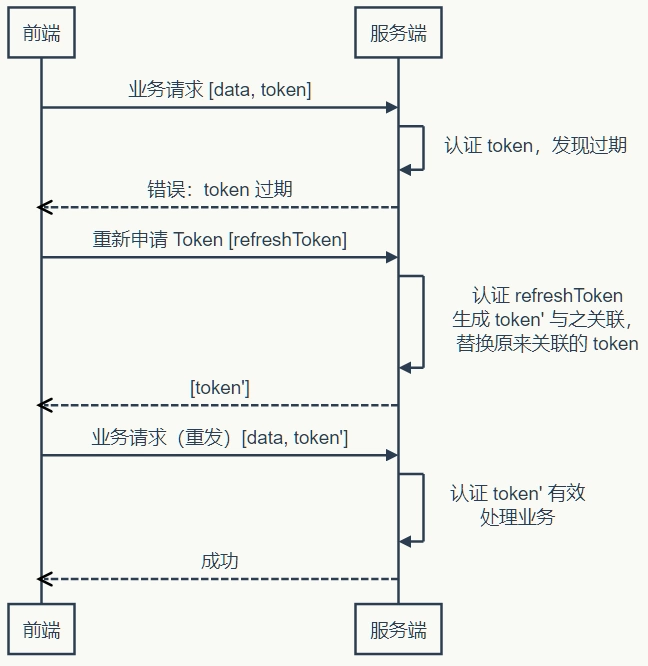 前端
服务端
业务请求 [data, token]
认证 token，发现过期
错误：token 过期
重新申请 Token [refreshToken]
认证 refreshToken
生成 token' 与之关联，
替换原来关联的 token
[token']
业务请求（重发）[data, token']
认证 token' 有效
处理业务
成功
前端
服务端